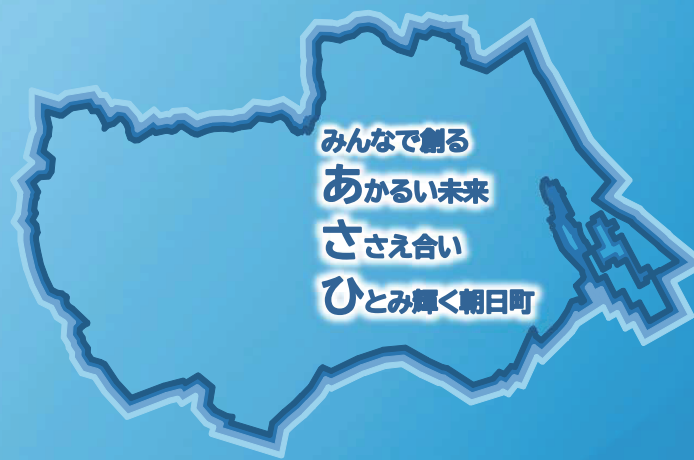 みんなで創る
あかるい未来
ささえ合い
ひとみ輝く朝日町